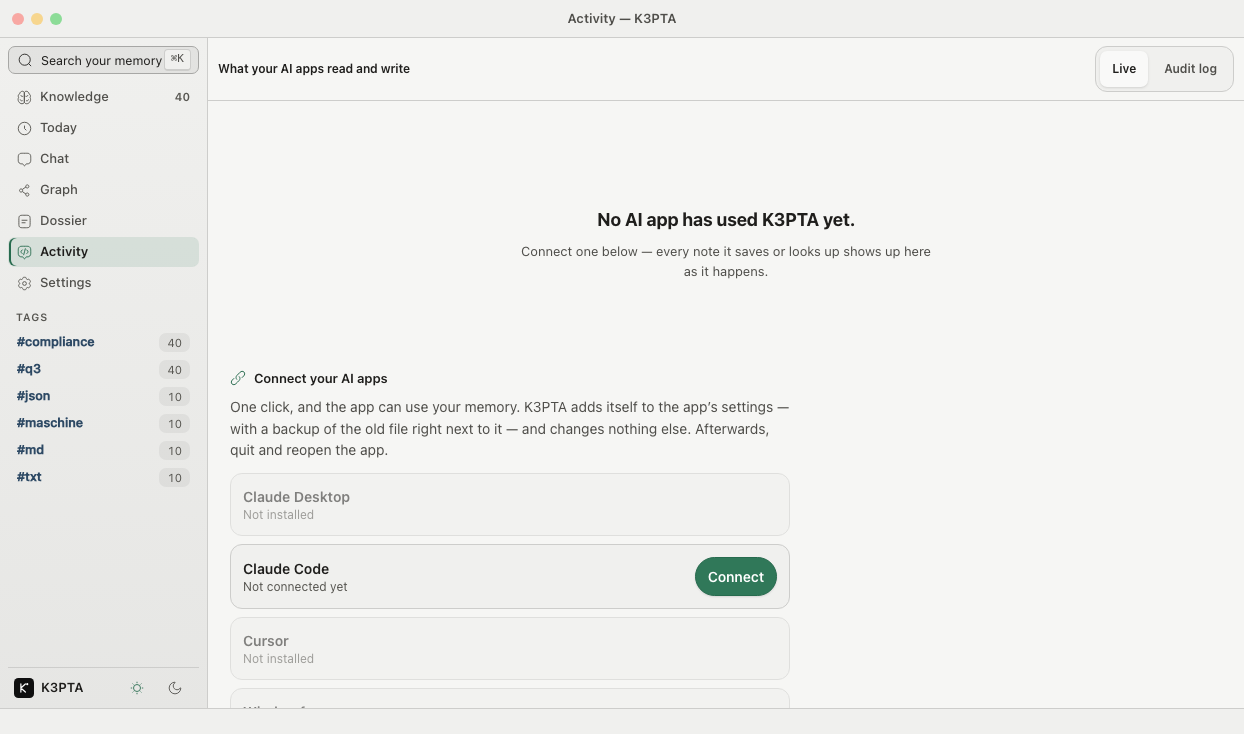 Activity — K3PTA
Search your memory ⌘K
Knowledge 40
Today
Chat
Graph
Dossier
Activity
Settings
TAGS
#compliance 40
#q3 40
#json 10
#maschine 10
#md 10
#txt 10
K3PTA
What your AI apps read and write
Live Audit log
No AI app has used K3PTA yet.
Connect one below — every note it saves or looks up shows up here
as it happens.
Connect your AI apps
One click, and the app can use your memory. K3PTA adds itself to the app’s settings —
with a backup of the old file right next to it — and changes nothing else. Afterwards,
quit and reopen the app.
Claude Desktop
Not installed
Claude Code
Not connected yet
Connect
Cursor
Not installed